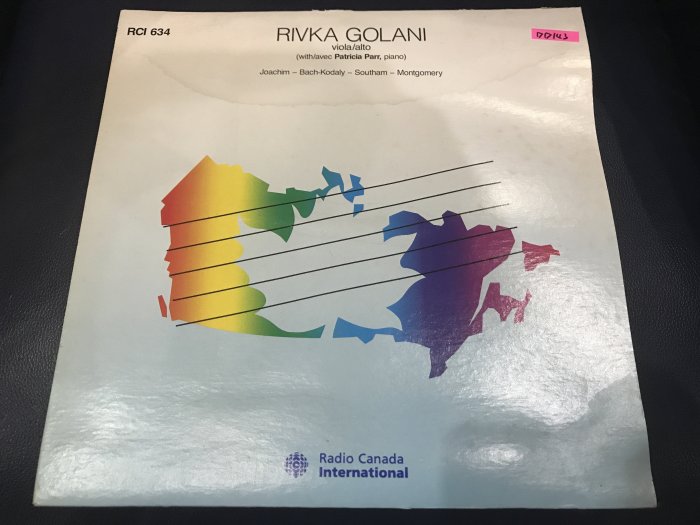 RCI 634
RIVKA GOLANI
viola/alto
(with/avec Patricia Parr, piano)
Joachim – Bach-Kodaly – Southam – Montgomery
DD143
Radio Canada
International